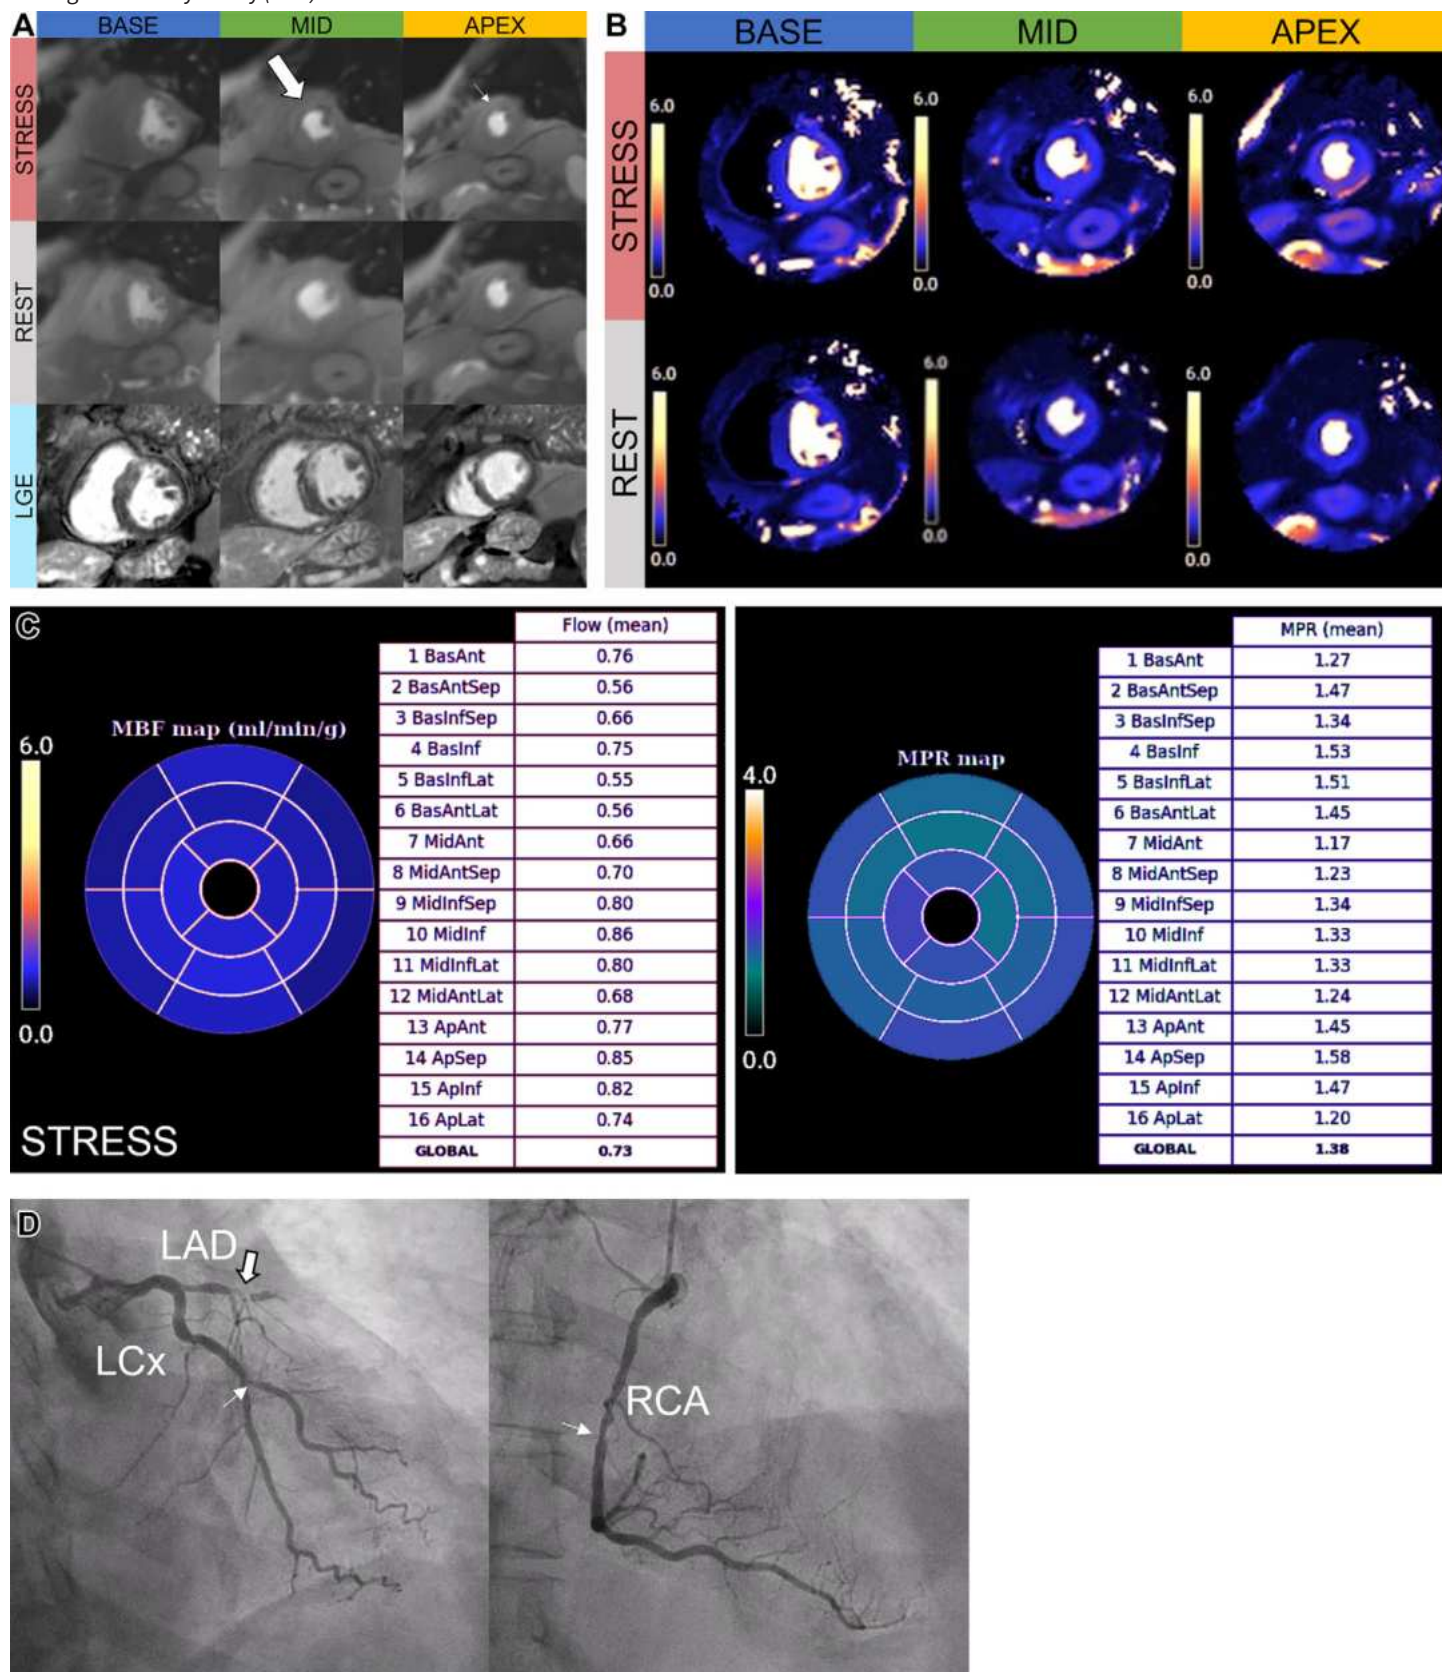 A
BASE
MID
APEX
STRESS
REST
LGE
B
BASE
MID
APEX
STRESS
REST
6.0
0.0
6.0
0.0
6.0
0.0
6.0
0.0
6.0
0.0
6.0
0.0
C
MBF map (ml/min/g)
6.0
0.0
STRESS
Flow (mean)
1 BasAnt 0.76
2 BasAntSep 0.56
3 BasInfSep 0.66
4 BasInf 0.75
5 BasInfLat 0.55
6 BasAntLat 0.56
7 MidAnt 0.66
8 MidAntSep 0.70
9 MidInfSep 0.80
10 MidInf 0.86
11 MidInfLat 0.80
12 MidAntLat 0.68
13 ApAnt 0.77
14 ApSep 0.85
15 ApInf 0.82
16 ApLat 0.74
GLOBAL 0.73
MPR map
4.0
0.0
MPR (mean)
1 BasAnt 1.27
2 BasAntSep 1.47
3 BasInfSep 1.34
4 BasInf 1.53
5 BasInfLat 1.51
6 BasAntLat 1.45
7 MidAnt 1.17
8 MidAntSep 1.23
9 MidInfSep 1.34
10 MidInf 1.33
11 MidInfLat 1.33
12 MidAntLat 1.24
13 ApAnt 1.45
14 ApSep 1.58
15 ApInf 1.47
16 ApLat 1.20
GLOBAL 1.38
D
LAD
LCx
RCA